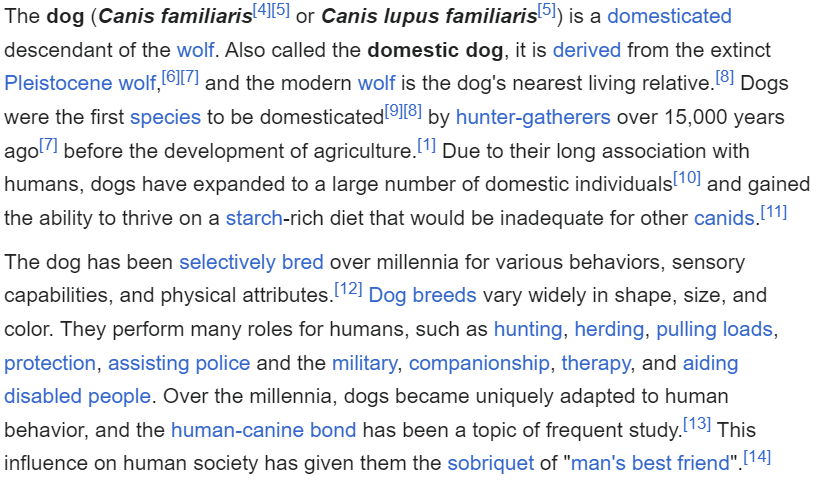 The dog (Canis familiaris[4][5] or Canis lupus familiaris[5]) is a domesticated
descendant of the wolf. Also called the domestic dog, it is derived from the extinct
Pleistocene wolf,[6][7] and the modern wolf is the dog's nearest living relative.[8] Dogs
were the first species to be domesticated[9][8] by hunter-gatherers over 15,000 years
ago[7] before the development of agriculture.[1] Due to their long association with
humans, dogs have expanded to a large number of domestic individuals[10] and gained
the ability to thrive on a starch-rich diet that would be inadequate for other canids.[11]
The dog has been selectively bred over millennia for various behaviors, sensory
capabilities, and physical attributes.[12] Dog breeds vary widely in shape, size, and
color. They perform many roles for humans, such as hunting, herding, pulling loads,
protection, assisting police and the military, companionship, therapy, and aiding
disabled people. Over the millennia, dogs became uniquely adapted to human
behavior, and the human-canine bond has been a topic of frequent study.[13] This
influence on human society has given them the sobriquet of "man's best friend".[14]